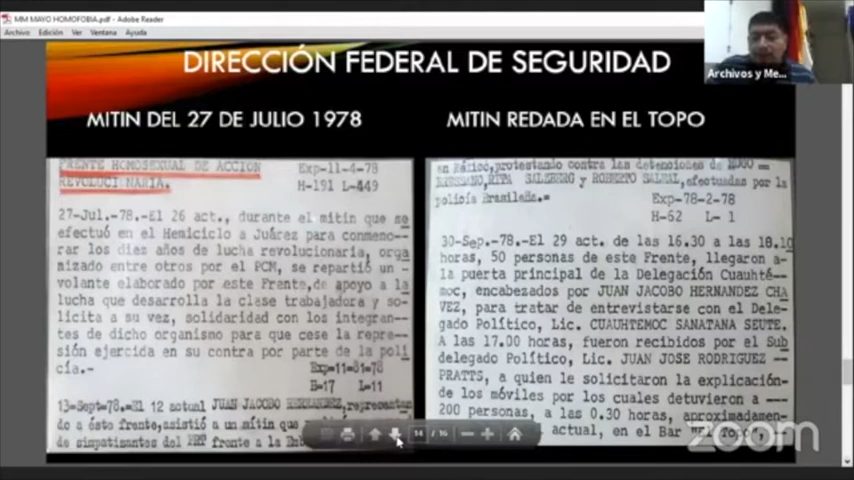 MM MAYO HOMOFOBIA.pdf - Adobe Reader
Archivo Edición Ver Ventana Ayuda
Archivos y Me...
DIRECCIÓN FEDERAL DE SEGURIDAD
MITIN DEL 27 DE JULIO 1978
FRENTE HOMOSEXUAL DE ACCION
REVOLUCINARIA.
Exp-11-4-78
H-191 L-449
27-Jul.-78.-El 26 act., durante el mitin que se
efectuó en el Hemiciclo a Juárez para conmemo--
rar los diez años de lucha revolucionaria, orga
nizado entre otros por el PCM, se repartió un -
volante elaborado por este Frente,de apoyo a la
lucha que desarrolla la clase trabajadora y so-
licita a su vez, solidaridad con los integran--
tes de dicho organismo para que cese la repre--
sión ejercida en su contra por parte de la poli
cía.-
Exp=11=81=78
H=17 L=11
13=Sept=78=El 12 actual JUAN JACOBO HERNANDEZ,representan
do a ésto frente,asistió a un mitin que
de simpatizantes del PRT frente a la
MITIN REDADA EN EL TOPO
en México,protestando contra las detenciones de HUGO -
RITA SALZBERG y ROBERTO efectuadas por la
policía Brasileña.=
Exp=78-2-78
H=62 L- 1
30-Sep.-78.-El 29 act. de las 16.30 a las 18.10
horas, 50 personas de este Frente, llegaron a-
la puerta principal de la Delegación Cuauhté--
moc, encabezados por JUAN JACOBO HERNANDEZ CHA
VEZ, para tratar de entrevistarse con el Dele-
gado Político, Lic. CUAUHTEMOC SANATANA SEUTE.
A las 17.00 horas, fueron recibidos por el Sub
delegado Político, Lic. JUAN JOSE RODRIGUEZ -
PRATTS, a quien le solicitaron la explicación-
de los móviles por los cuales detuvieron a ---
200 personas, a las 0.30 horas, aproximadamen-
actual, en el Bar "El Topo",-
14 / 16
zoom